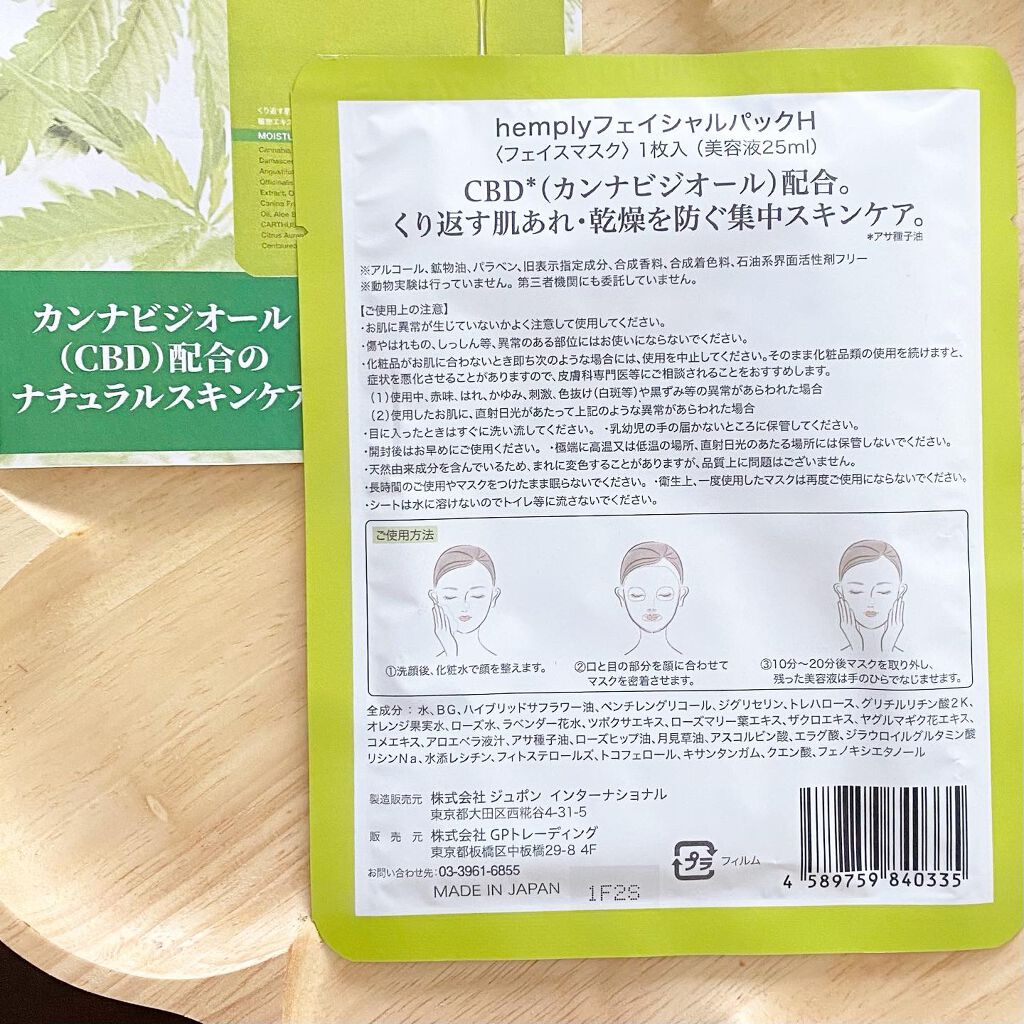 くり返す肌
MOISTU
Cannabis
Damascen
Angustifol
Officinalis
Extract, O
Canina Fru
Oil, Aloe B
CARTHUS
Citrus Auran
Centaurea
カンナビジオール
(CBD)配合の
ナチュラルスキンケア
hemplyフェイシャルパックH
〈フェイスマスク〉1枚入(美容液25ml)
CBD*(カンナビジオール)配合。
くり返す肌あれ・乾燥を防ぐ集中スキンケア。
*アサ種子油
※アルコール、鉱物油、パラベン、旧表示指定成分、合成香料、合成着色料、石油系界面活性剤フリー
※動物実験は行っていません。第三者機関にも委託していません。
【ご使用上の注意】
・お肌に異常が生じていないかよく注意して使用してください。
・傷やはれもの、しっしん等、異常のある部位にはお使いにならないでください。
・化粧品がお肌に合わないとき即ち次のような場合には、使用を中止してください。そのまま化粧品類の使用を続けますと、
症状を悪化させることがありますので、皮膚科専門医等にご相談されることをおすすめします。
(1)使用中、赤味、はれ、かゆみ、刺激、色抜け(白斑等)や黒ずみ等の異常があらわれた場合
(2)使用したお肌に、直射日光があたって上記のような異常があらわれた場合
・目に入ったときはすぐに洗い流してください。 ・乳幼児の手の届かないところに保管してください。
・開封後はお早めにご使用ください。 ・極端に高温又は低温の場所、直射日光のあたる場所には保管しないでください。
・天然由来成分を含んでいるため、まれに変色することがありますが、品質上に問題はございません。
・長時間のご使用やマスクをつけたまま眠らないでください。 ・衛生上、一度使用したマスクは再度ご使用にならないでください。
・シートは水に溶けないのでトイレ等に流さないでください。
ご使用方法
①洗顔後、化粧水で顔を整えます。
②口と目の部分を顔に合わせて
マスクを密着させます。
③10分〜20分後マスクを取り外し、
残った美容液は手のひらでなじませます。
全成分:水、BG、ハイブリッドサフラワー油、ペンチレングリコール、ジグリセリン、トレハロース、グリチルリチン酸2K、
オレンジ果実水、ローズ水、ラベンダー花水、ツボクサエキス、ローズマリー葉エキス、ザクロエキス、ヤグルマギク花エキス、
コメエキス、アロエベラ液汁、アサ種子油、ローズヒップ油、月見草油、アスコルビン酸、エラグ酸、ジラウロイルグルタミン酸
リシンNa、水添レシチン、フィトステロールズ、トコフェロール、キサンタンガム、クエン酸、フェノキシエタノール
製造販売元 株式会社 ジュポン インターナショナル
東京都大田区西糀谷4-31-5
販売元 株式会社 GPトレーディング
東京都板橋区中板橋29-8 4F
お問い合わせ先:03-3961-6855
MADE IN JAPAN
1F2S
プラ フィルム
4 589759 840335